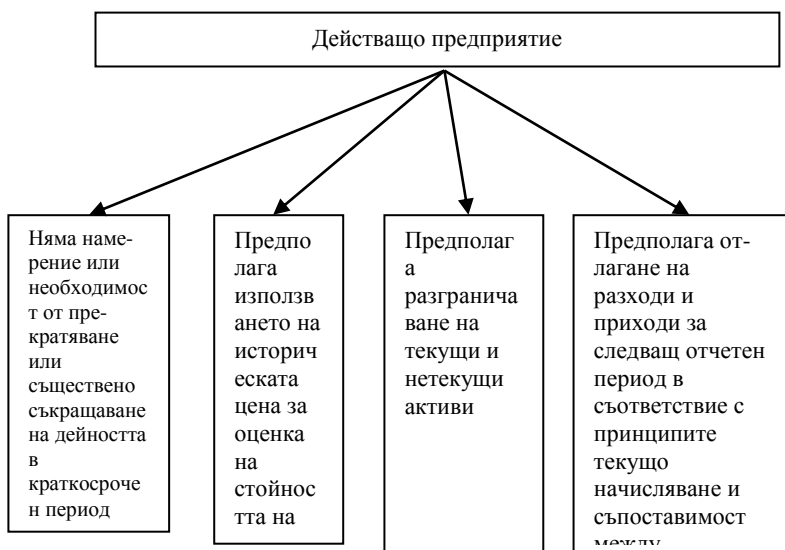 Действащо предприятие
Няма наме-
рение или
необходимос
т от пре-
кратяване
или
съществено
съкращаване
на дейността
в
краткосроче
н период
Предпо
лага
използв
ането на
историч
еската
цена за
оценка
на
стойнос
тта на
Предполаг
а
разгранича
ване на
текущи и
нетекущи
активи
Предполага от-
лагане на
разходи и
приходи за
следващ отчетен
период в
съответствие с
принципите
текущо
начисляване и
съпоставимост
между